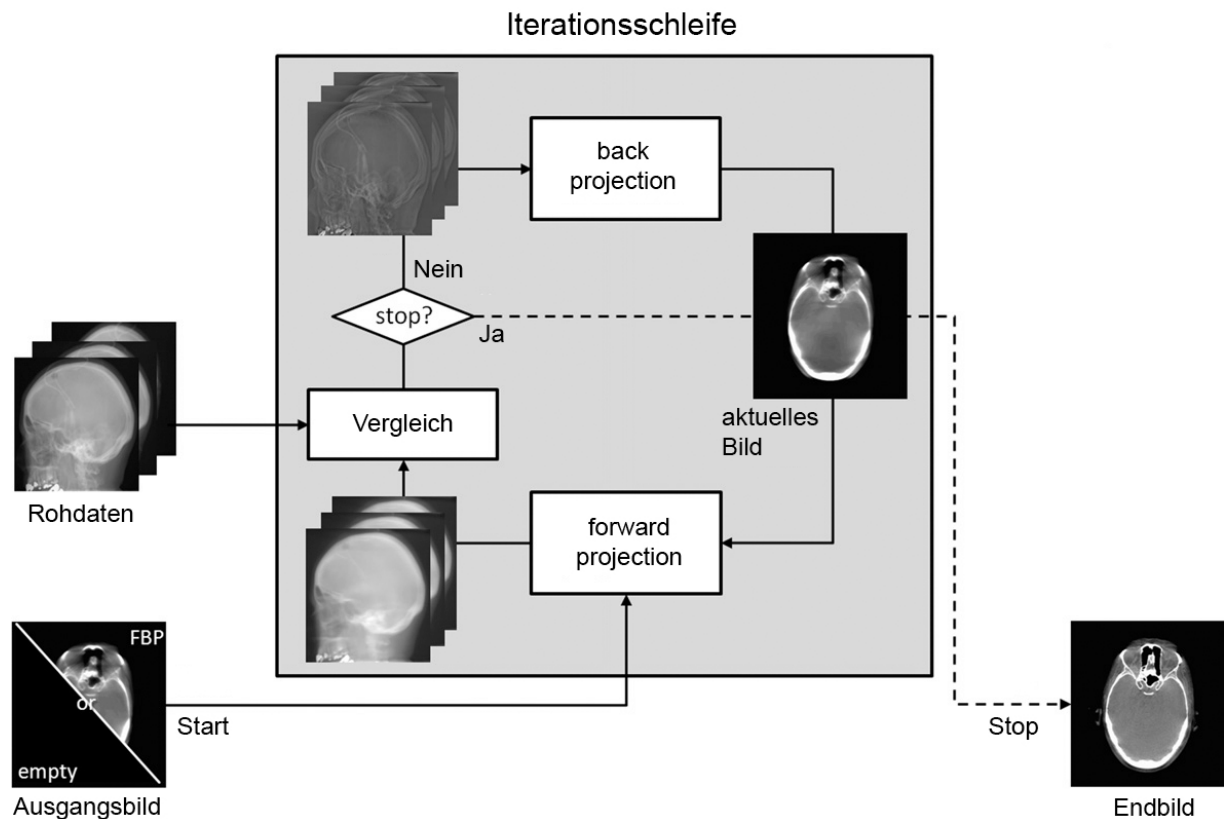 Iterationsschleife
back
projection
Nein
stop?
Ja
Vergleich
aktuelles
Bild
Rohdaten
forward
projection
FBP
or
empty
Start
Stop
Ausgangsbild
Endbild